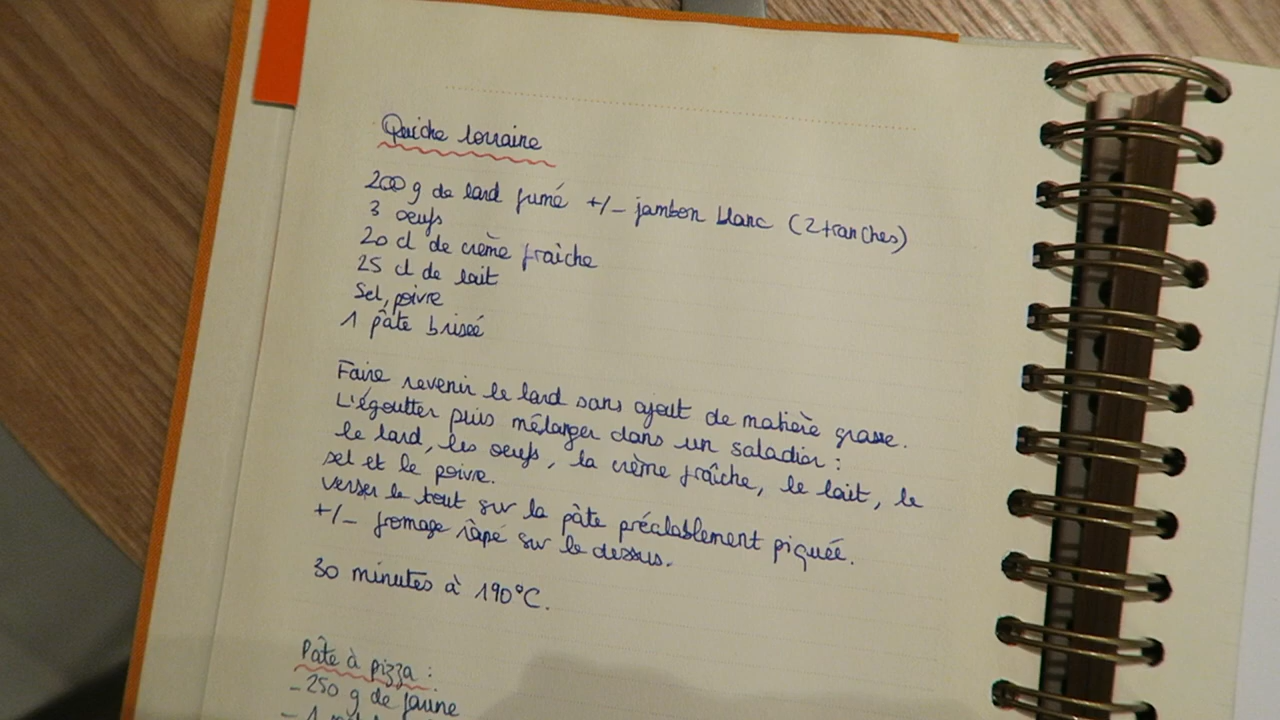 Quiche lorraine
200 g de lard fumé +/- jambon blanc (2 tranches)
3 oeufs
20 cl de crème fraîche
25 cl de lait
Sel, poivre
1 pâte brisée
Faire revenir le lard sans ajout de matière grasse.
L'égoutter puis mélanger dans un saladier :
le lard, les oeufs, la crème fraîche, le lait, le
sel et le poivre.
Verser le tout sur la pâte préalablement piquée.
+/- fromage râpé sur le dessus.
30 minutes à 190°C.
Pâte à pizza :
- 250 g de farine
- 1